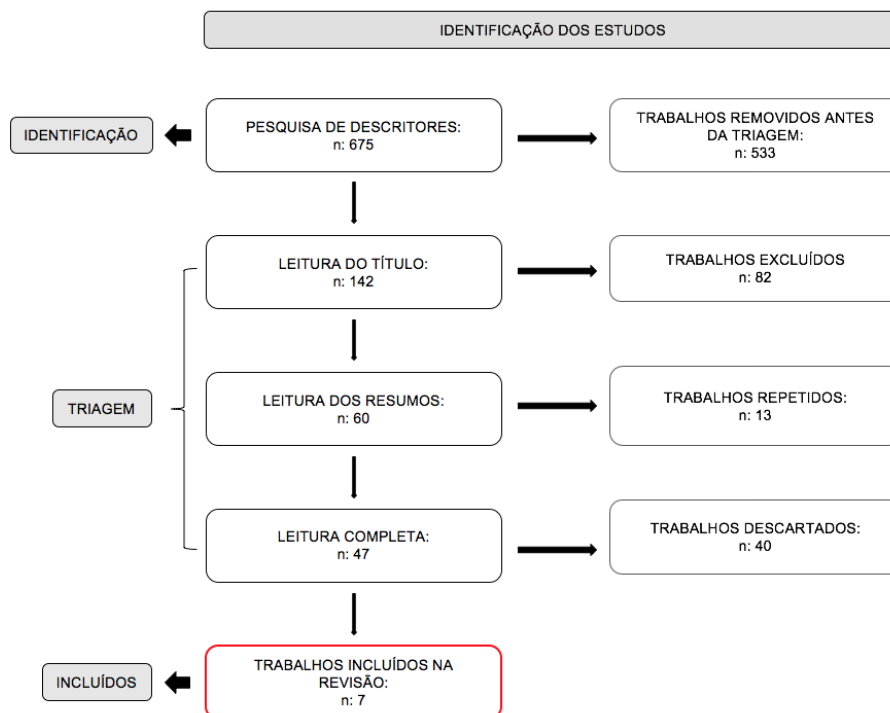 IDENTIFICAÇÃO DOS ESTUDOS
IDENTIFICAÇÃO
PESQUISA DE DESCRITORES:
n: 675
TRABALHOS REMOVIDOS ANTES
DA TRIAGEM:
n: 533
LEITURA DO TÍTULO:
n: 142
TRABALHOS EXCLUÍDOS
n: 82
TRIAGEM
LEITURA DOS RESUMOS:
n: 60
TRABALHOS REPETIDOS:
n: 13
LEITURA COMPLETA:
n: 47
TRABALHOS DESCARTADOS:
n: 40
INCLUÍDOS
TRABALHOS INCLUÍDOS NA
REVISÃO:
n: 7